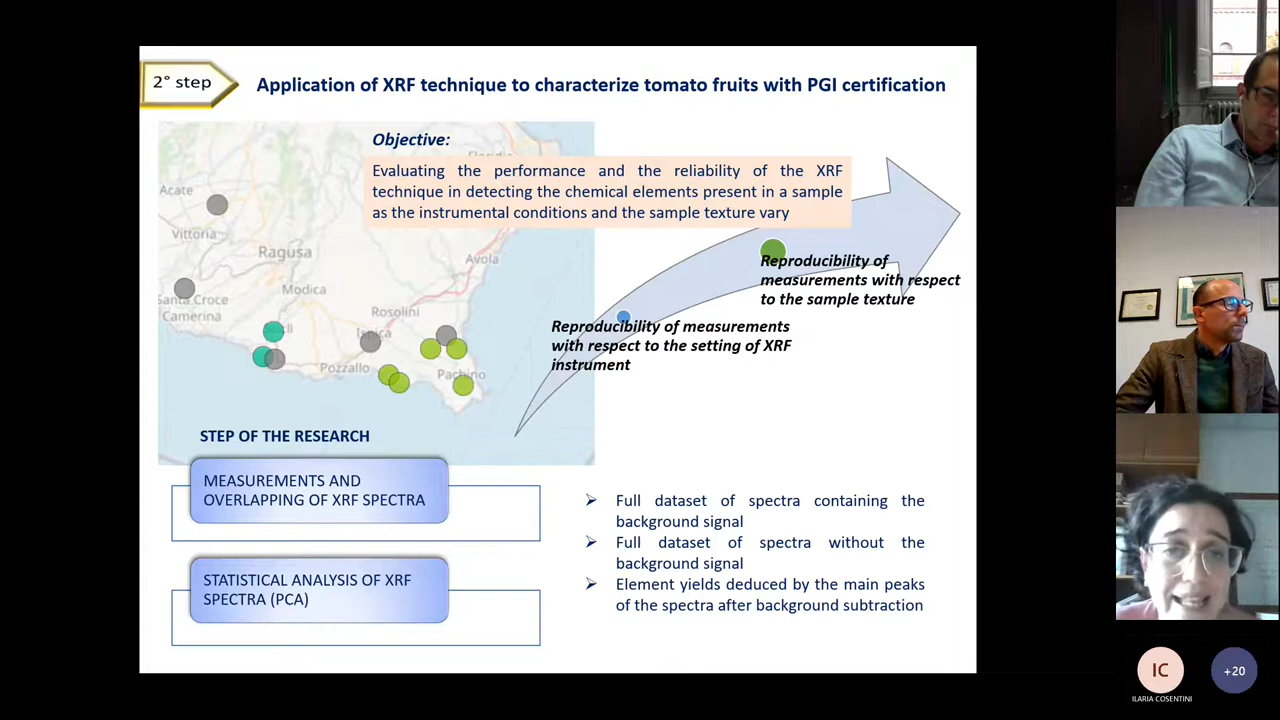 2° step
Application of XRF technique to characterize tomato fruits with PGI certification
Objective:
Evaluating the performance and the reliability of the XRF
technique in detecting the chemical elements present in a sample
as the instrumental conditions and the sample texture vary
Acate
Vittoria
Ragusa
Avola
Modica
Santa Croce
Camerina
Rosolini
Ispica
Pozzallo
Pachino
Reproducibility of
measurements with respect
to the sample texture
Reproducibility of measurements
with respect to the setting of XRF
instrument
STEP OF THE RESEARCH
MEASUREMENTS AND
OVERLAPPING OF XRF SPECTRA
STATISTICAL ANALYSIS OF XRF
SPECTRA (PCA)
Full dataset of spectra containing the
background signal
Full dataset of spectra without the
background signal
Element yields deduced by the main peaks
of the spectra after background subtraction
IC
+20
ILARIA COSENTINI